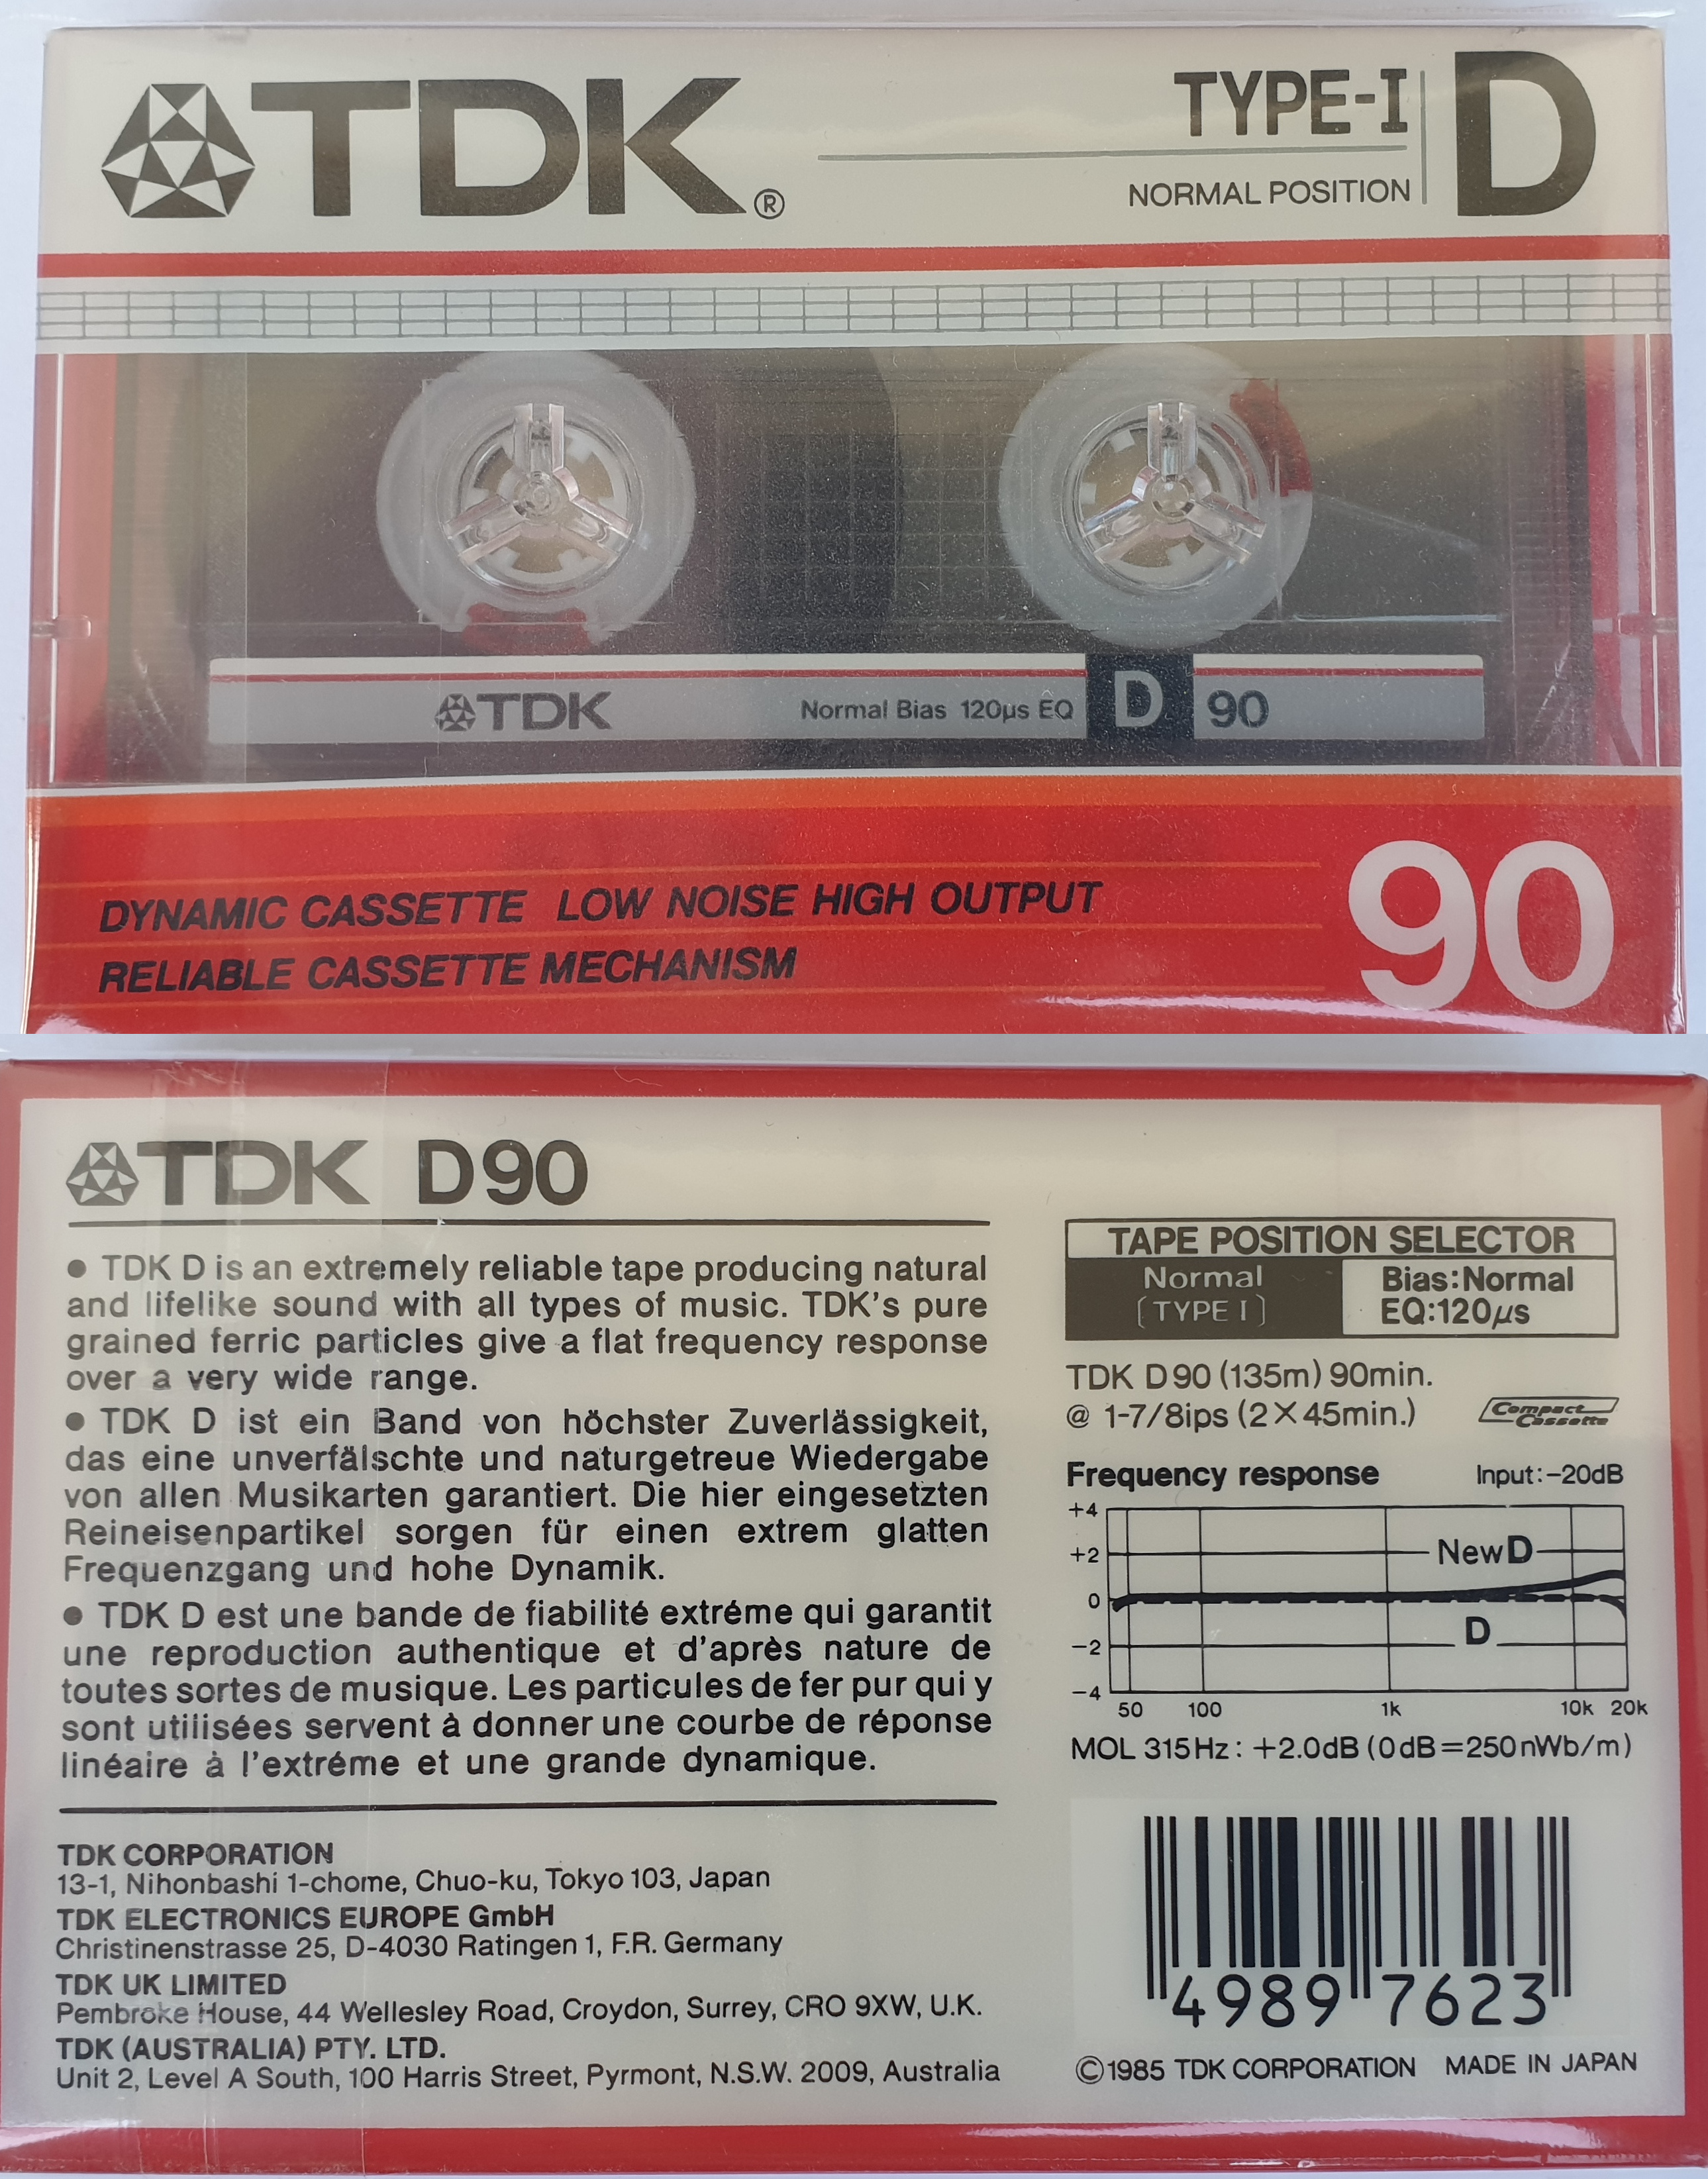 TDK®
TYPE-I
NORMAL POSITION
D
TDK
Normal Bias 120µs EQ
D
90
DYNAMIC CASSETTE LOW NOISE HIGH OUTPUT
RELIABLE CASSETTE MECHANISM
90
TDK D90
● TDK D is an extremely reliable tape producing natural
and lifelike sound with all types of music. TDK's pure
grained ferric particles give a flat frequency response
over a very wide range.
● TDK D ist ein Band von höchster Zuverlässigkeit,
das eine unverfälschte und naturgetreue Wiedergabe
von allen Musikarten garantiert. Die hier eingesetzten
Reineisenpartikel sorgen für einen extrem glatten
Frequenzgang und hohe Dynamik.
● TDK D est une bande de fiabilité extréme qui garantit
une reproduction authentique et d'après nature de
toutes sortes de musique. Les particules de fer pur qui y
sont utilisées servent à donner une courbe de réponse
linéaire à l'extréme et une grande dynamique.
TDK CORPORATION
13-1, Nihonbashi 1-chome, Chuo-ku, Tokyo 103, Japan
TDK ELECTRONICS EUROPE GmbH
Christinenstrasse 25, D-4030 Ratingen 1, F.R. Germany
TDK UK LIMITED
Pembroke House, 44 Wellesley Road, Croydon, Surrey, CRO 9XW, U.K.
TDK (AUSTRALIA) PTY. LTD.
Unit 2, Level A South, 100 Harris Street, Pyrmont, N.S.W. 2009, Australia
TAPE POSITION SELECTOR
Normal
[TYPE I]
Bias:Normal
EQ:120µs
TDK D90 (135m) 90min.
@ 1-7/8ips (2×45min.)
Compact
Cassette
Frequency response
Input:-20dB
+4
+2
0
-2
-4
New D
D
50 100 1k 10k 20k
MOL 315Hz: +2.0dB (0dB=250nWb/m)
4989 7623
©1985 TDK CORPORATION MADE IN JAPAN